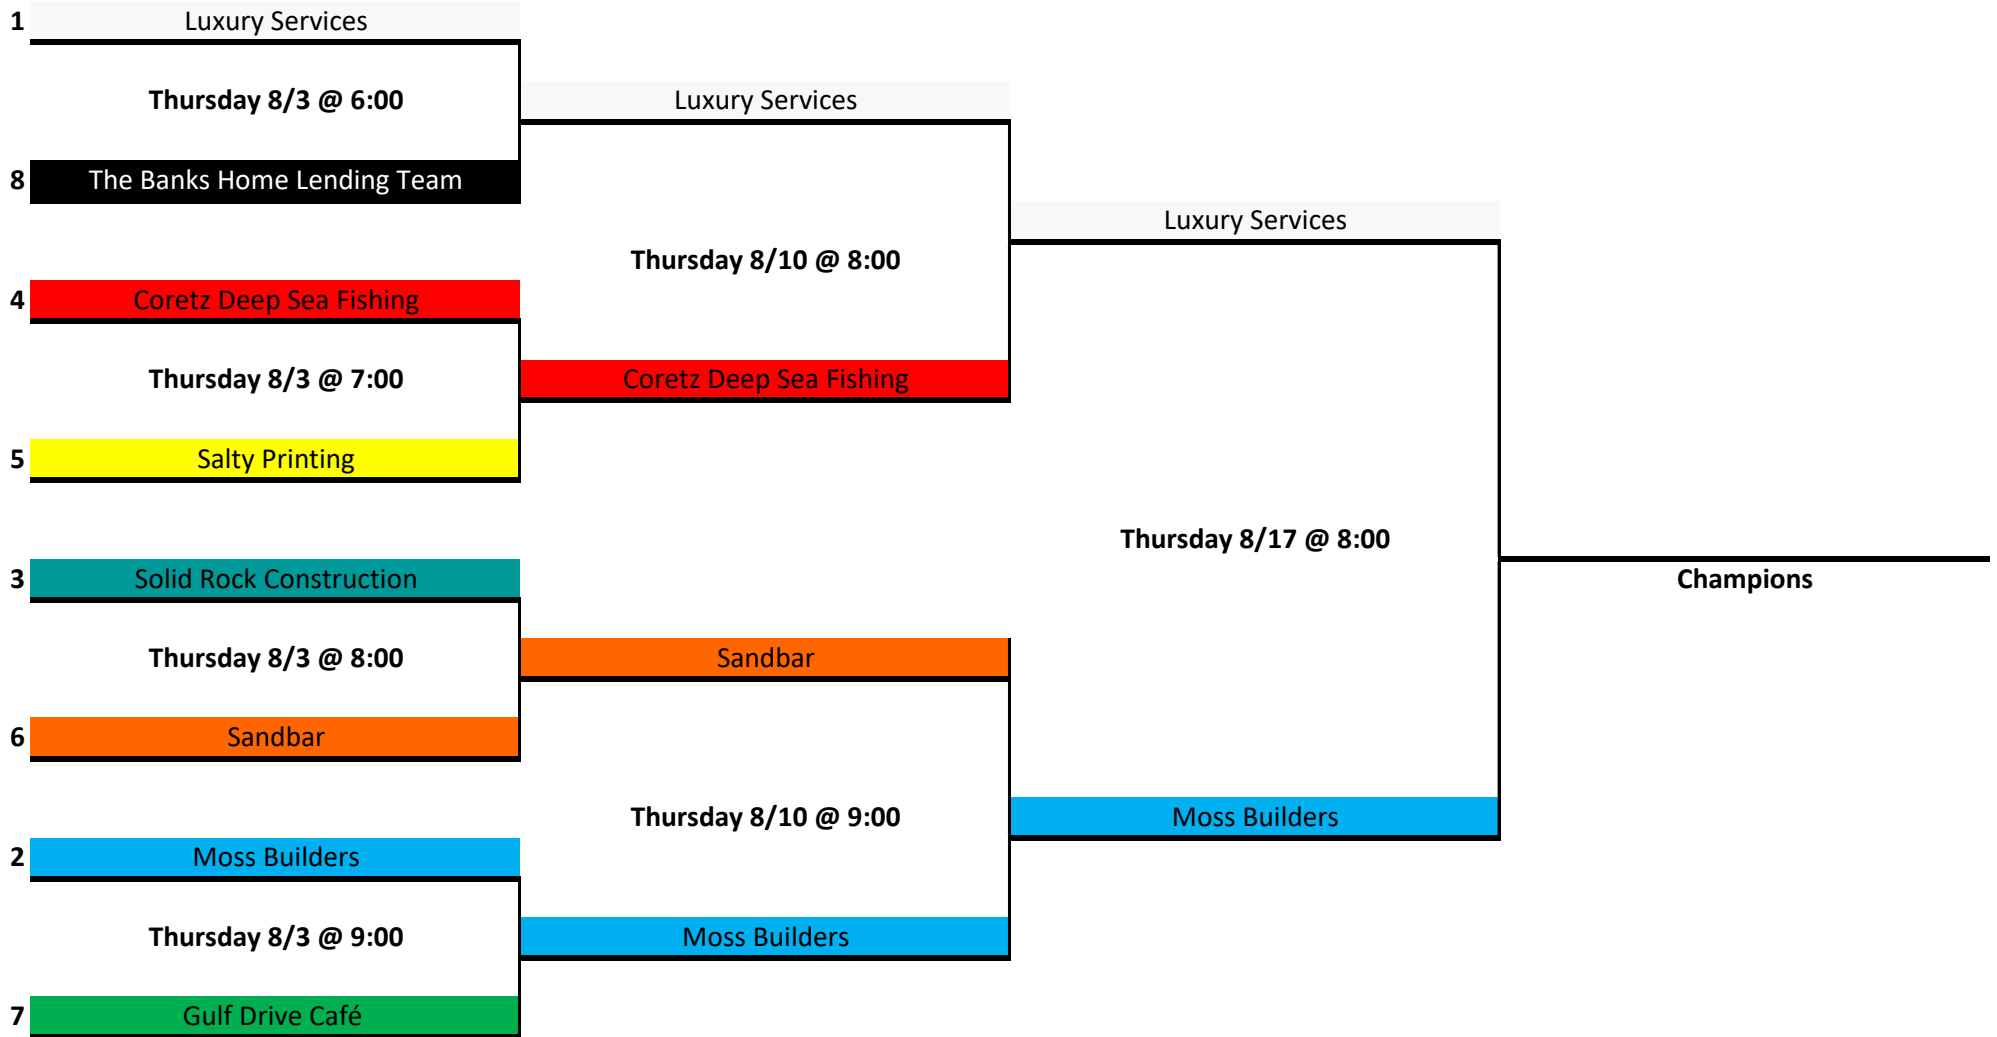 1 Luxury Services
Thursday 8/3 @ 6:00
Luxury Services
8 The Banks Home Lending Team
Luxury Services
Thursday 8/10 @ 8:00
4 Coretz Deep Sea Fishing
Thursday 8/3 @ 7:00
Coretz Deep Sea Fishing
5 Salty Printing
Thursday 8/17 @ 8:00
3 Solid Rock Construction
Champions
Thursday 8/3 @ 8:00
Sandbar
6 Sandbar
Thursday 8/10 @ 9:00
Moss Builders
2 Moss Builders
Thursday 8/3 @ 9:00
Moss Builders
7 Gulf Drive Café